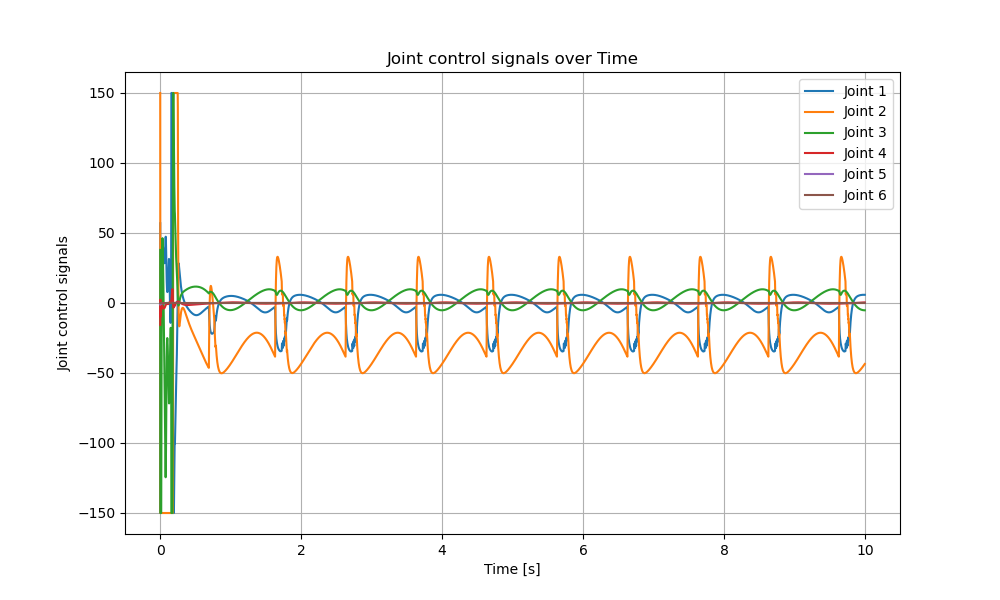 Joint control signals over Time
Joint control signals
150
100
50
0
−50
−100
−150
Joint 1
Joint 2
Joint 3
Joint 4
Joint 5
Joint 6
0 2 4 6 8 10
Time [s]